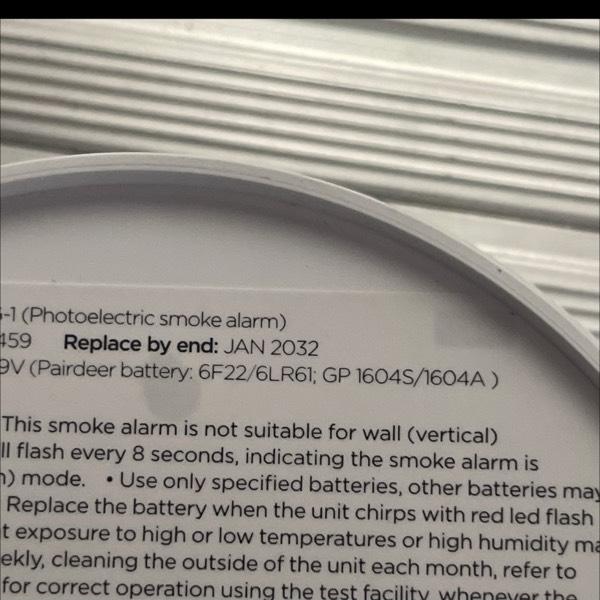 -1 (Photoelectric smoke alarm)
459 Replace by end: JAN 2032
9V (Pairdeer battery: 6F22/6LR61; GP 1604S/1604A )
This smoke alarm is not suitable for wall (vertical)
ll flash every 8 seconds, indicating the smoke alarm is
) mode. • Use only specified batteries, other batteries may
Replace the battery when the unit chirps with red led flash
t exposure to high or low temperatures or high humidity ma
ekly, cleaning the outside of the unit each month, refer to
for correct operation using the test facility, whenever the